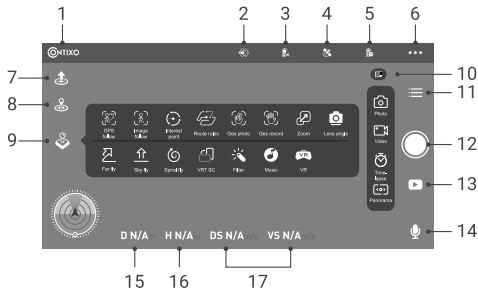 1 2 3 4 5 6
CONTIXO
7 8 9
10 11 12 13 14
GPS follow
Image follow
Interest point
Route rules
Ges photo
Ges record
Zoom
Lens angle
Far fly
Sky fly
Spiral fly
VRT SC
Filter
Music
VR
VR
Photo
Video
Time-lapse
Panorama
D N/A m H N/A m DS N/A m/s VS N/A m/s
15 16 17